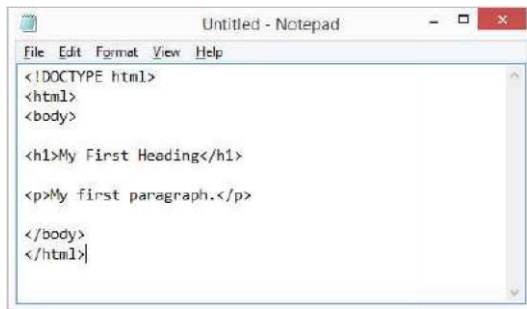 Untitled - Notepad
File Edit Format View Help
<!DOCTYPE html>
<html>
<body>
<h1>My First Heading</h1>
<p>My first paragraph.</p>
</body>
</html>